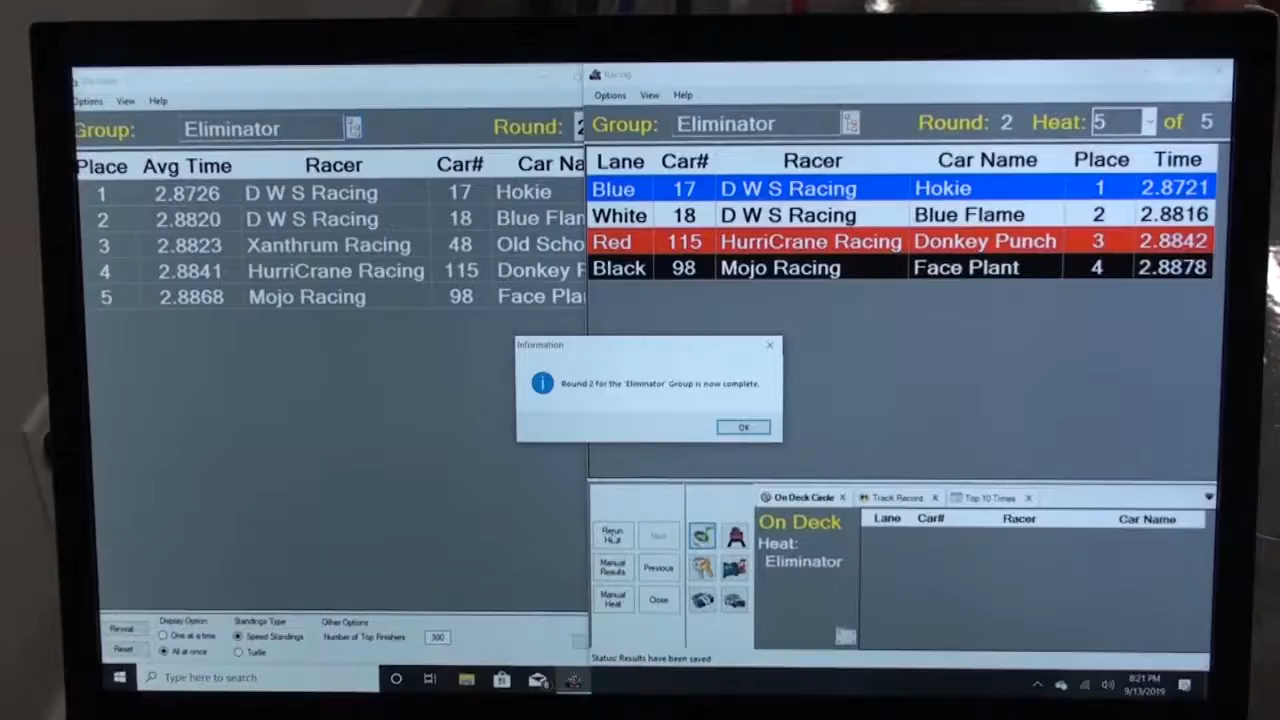 Options View Help
Group: Eliminator Round: 2
Place Avg Time Racer Car# Car Na
1 2.8726 D W S Racing 17 Hokie
2 2.8820 D W S Racing 18 Blue Flam
3 2.8823 Xanthrum Racing 48 Old Scho
4 2.8841 HurriCrane Racing 115 Donkey P
5 2.8868 Mojo Racing 98 Face Pla
Reveal
Reset
Display Option
One at a time
All at once
Standings Type
Speed Standings
Turtle
Other Options
Number of Top Finishers 300
Racing
Options View Help
Group: Eliminator Round: 2 Heat: 5 of 5
Lane Car# Racer Car Name Place Time
Blue 17 D W S Racing Hokie 1 2.8721
White 18 D W S Racing Blue Flame 2 2.8816
Red 115 HurriCrane Racing Donkey Punch 3 2.8842
Black 98 Mojo Racing Face Plant 4 2.8878
Information
Round 2 for the 'Eliminator' Group is now complete.
OK
Rerun Heat
Next
Manual Results
Previous
Manual Heat
Close
On Deck Circle Track Record Top 10 Times
On Deck
Heat:
Eliminator
Lane Car# Racer Car Name
Status: Results have been saved
Type here to search
8:21 PM
9/13/2019